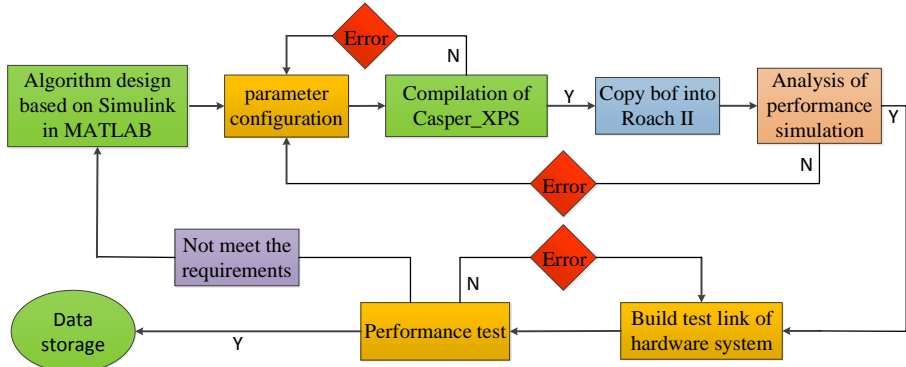 Error
N
Algorithm design
based on Simulink
in MATLAB
parameter
configuration
Compilation of
Casper_XPS
Y
Copy bof into
Roach II
Analysis of
performance
simulation
Y
N
Error
Not meet the
requirements
Error
N
Data
storage
Y
Performance test
Build test link of
hardware system